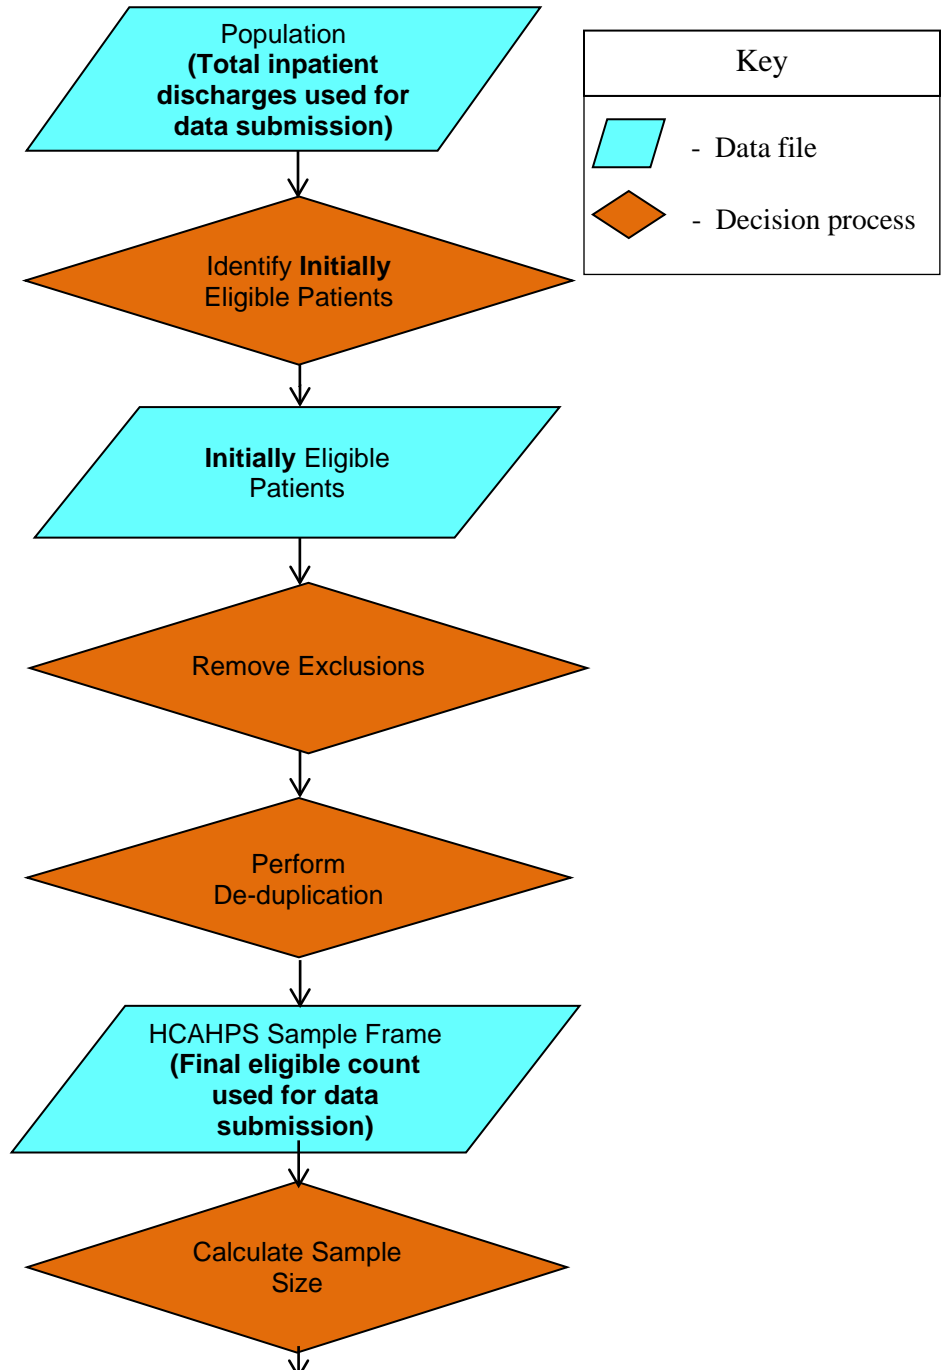 Population
(Total inpatient
discharges used for
data submission)
Key
- Data file
- Decision process
Identify Initially
Eligible Patients
Initially Eligible
Patients
Remove Exclusions
Perform
De-duplication
HCAHPS Sample Frame
(Final eligible count
used for data
submission)
Calculate Sample
Size